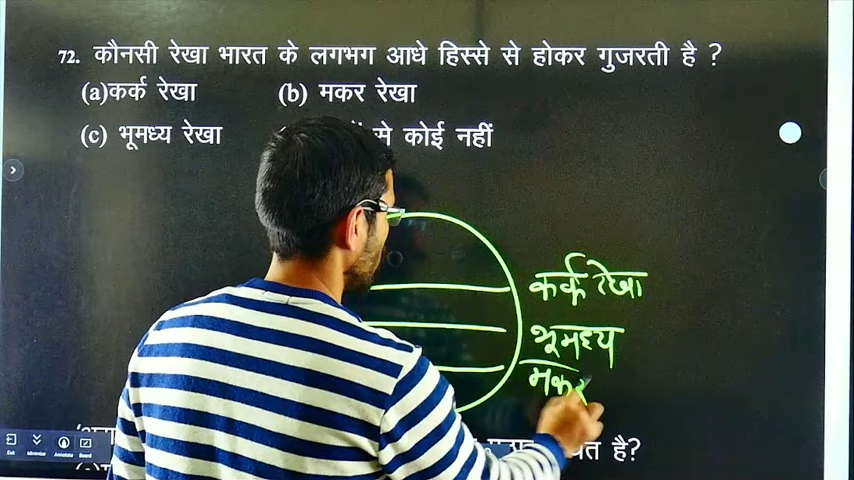 72. कौनसी रेखा भारत के लगभग आधे हिस्से से होकर गुजरती है ?
(a)कर्क रेखा (b) मकर रेखा
(c) भूमध्य रेखा से कोई नहीं
कर्क रेखा
भूमध्य
मकर
है?
Exit Minimize Annotate Board